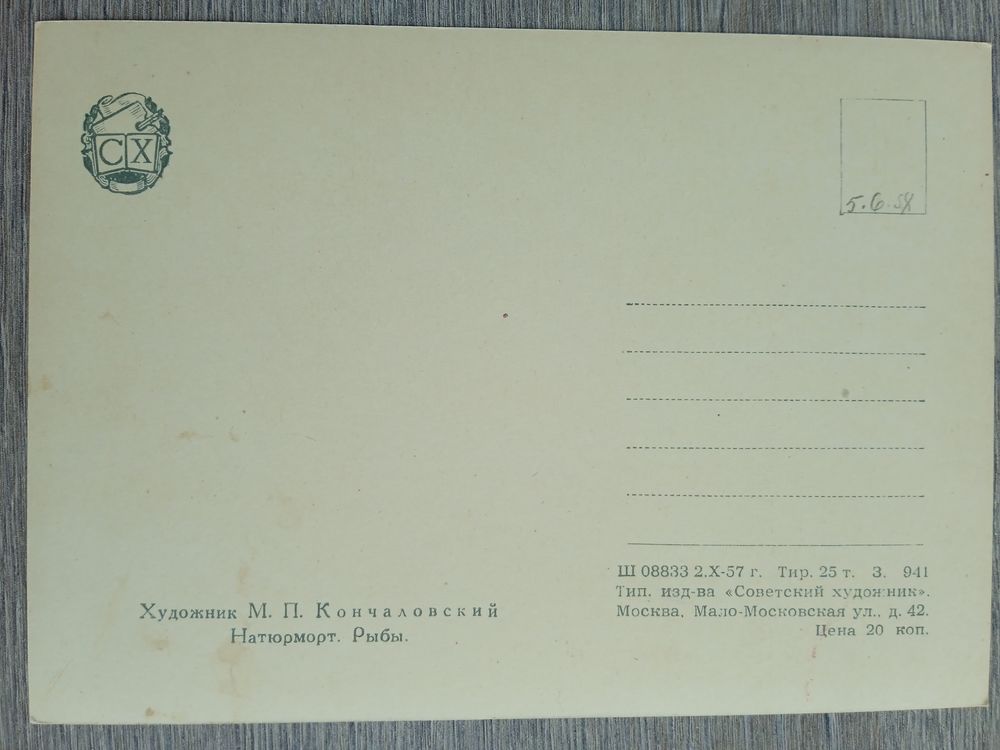 СХ
5.6.58
Художник М. П. Кончаловский
Натюрморт. Рыбы.
Ш 08833 2.X-57 г. Тир. 25 т. З. 941
Тип. изд-ва «Советский художник».
Москва, Мало-Московская ул., д. 42.
Цена 20 коп.